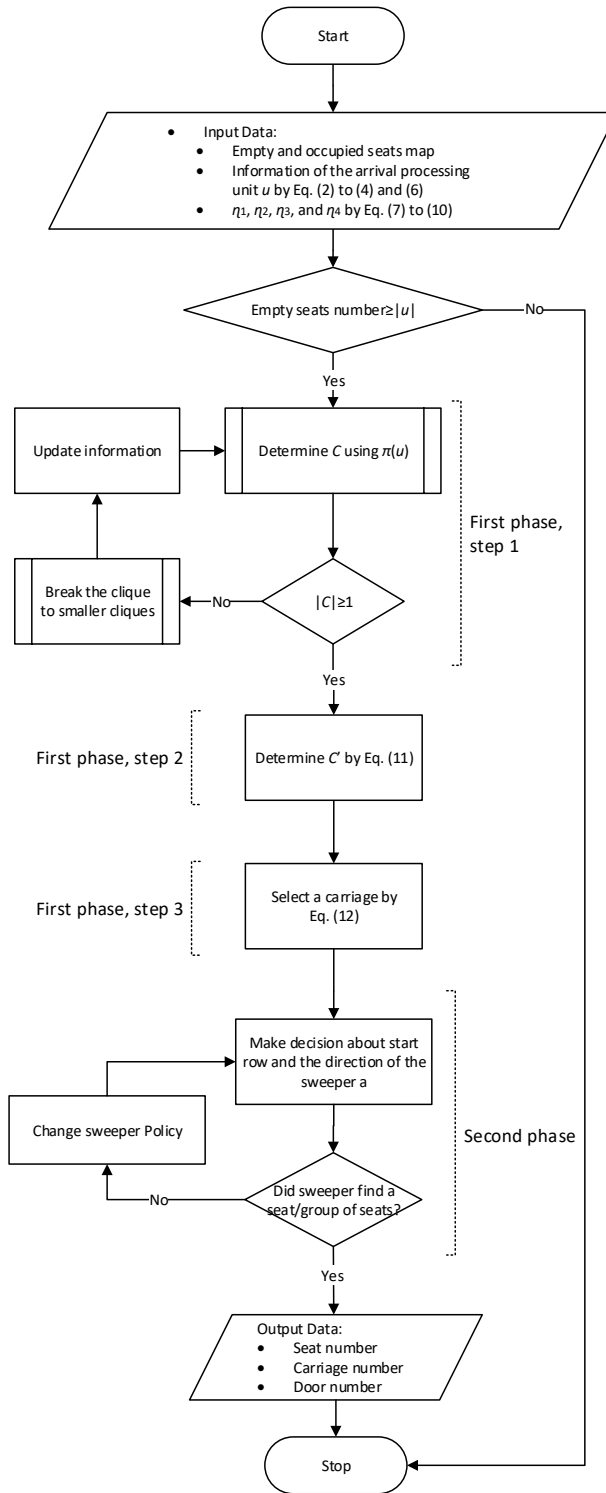 Start
• Input Data:
• Empty and occupied seats map
• Information of the arrival processing
unit u by Eq. (2) to (4) and (6)
• η1, η2, η3, and η4 by Eq. (7) to (10)
Empty seats number≥|u|
No
Yes
Update information
Determine C using π(u)
First phase,
step 1
Break the clique
to smaller cliques
No
|C|≥1
Yes
First phase, step 2
Determine C' by Eq. (11)
First phase, step 3
Select a carriage by
Eq. (12)
Make decision about start
row and the direction of the
sweeper a
Change sweeper Policy
Second phase
Did sweeper find a
seat/group of seats?
No
Yes
Output Data:
• Seat number
• Carriage number
• Door number
Stop